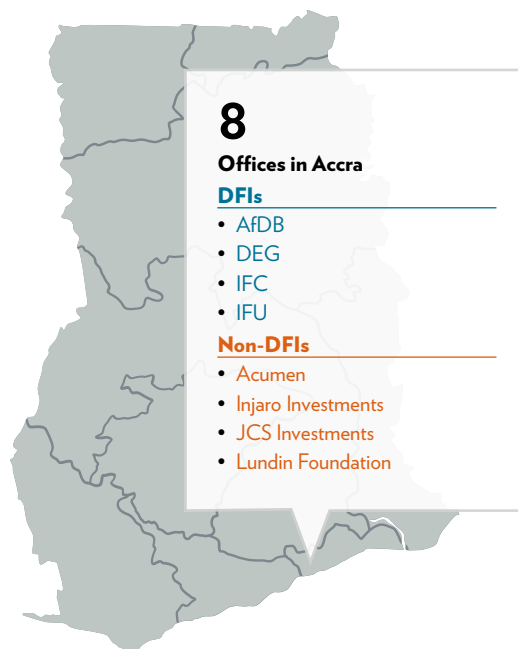 8
Offices in Accra
DFIs
• AfDB
• DEG
• IFC
• IFU
Non-DFIs
• Acumen
• Injaro Investments
• JCS Investments
• Lundin Foundation